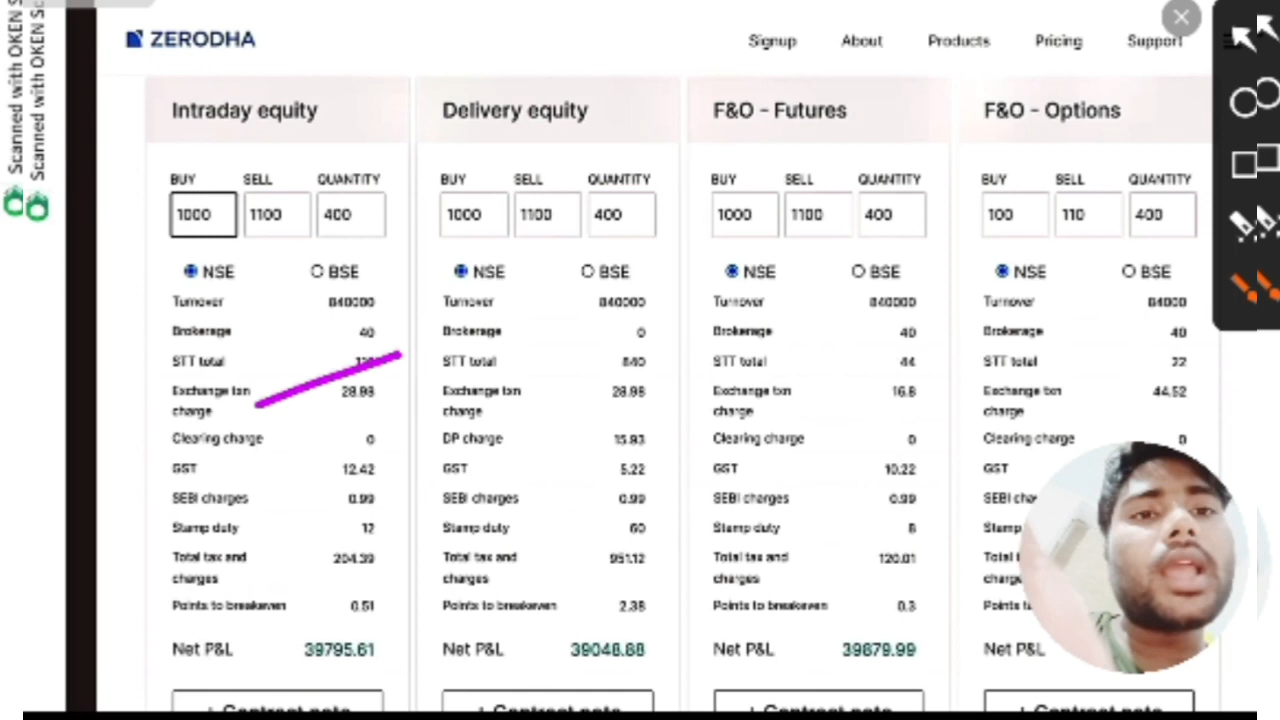 Scanned with OKEN S
Scanned with OKEN Sc
ZERODHA
Signup About Products Pricing Support
Intraday equity
BUY SELL QUANTITY
1000 1100 400
NSE BSE
Turnover 840000
Brokerage 40
STT total
Exchange txn charge 28.98
Clearing charge 0
GST 12.42
SEBI charges 0.99
Stamp duty 12
Total tax and charges 204.39
Points to breakeven 0.51
Net P&L 39795.61
Delivery equity
BUY SELL QUANTITY
1000 1100 400
NSE BSE
Turnover 840000
Brokerage 0
STT total 840
Exchange txn charge 28.98
DP charge 15.93
GST 5.22
SEBI charges 0.99
Stamp duty 60
Total tax and charges 951.12
Points to breakeven 2.38
Net P&L 39048.88
F&O - Futures
BUY SELL QUANTITY
1000 1100 400
NSE BSE
Turnover 840000
Brokerage 40
STT total 44
Exchange txn charge 16.8
Clearing charge 0
GST 10.22
SEBI charges 0.99
Stamp duty 8
Total tax and charges 120.01
Points to breakeven 0.3
Net P&L 39879.99
F&O - Options
BUY SELL QUANTITY
100 110 400
NSE BSE
Turnover 84000
Brokerage 40
STT total 22
Exchange txn charge 44.52
Clearing charge 0
GST
SEBI cha
Stamp
Total
charge
Points
Net P&L